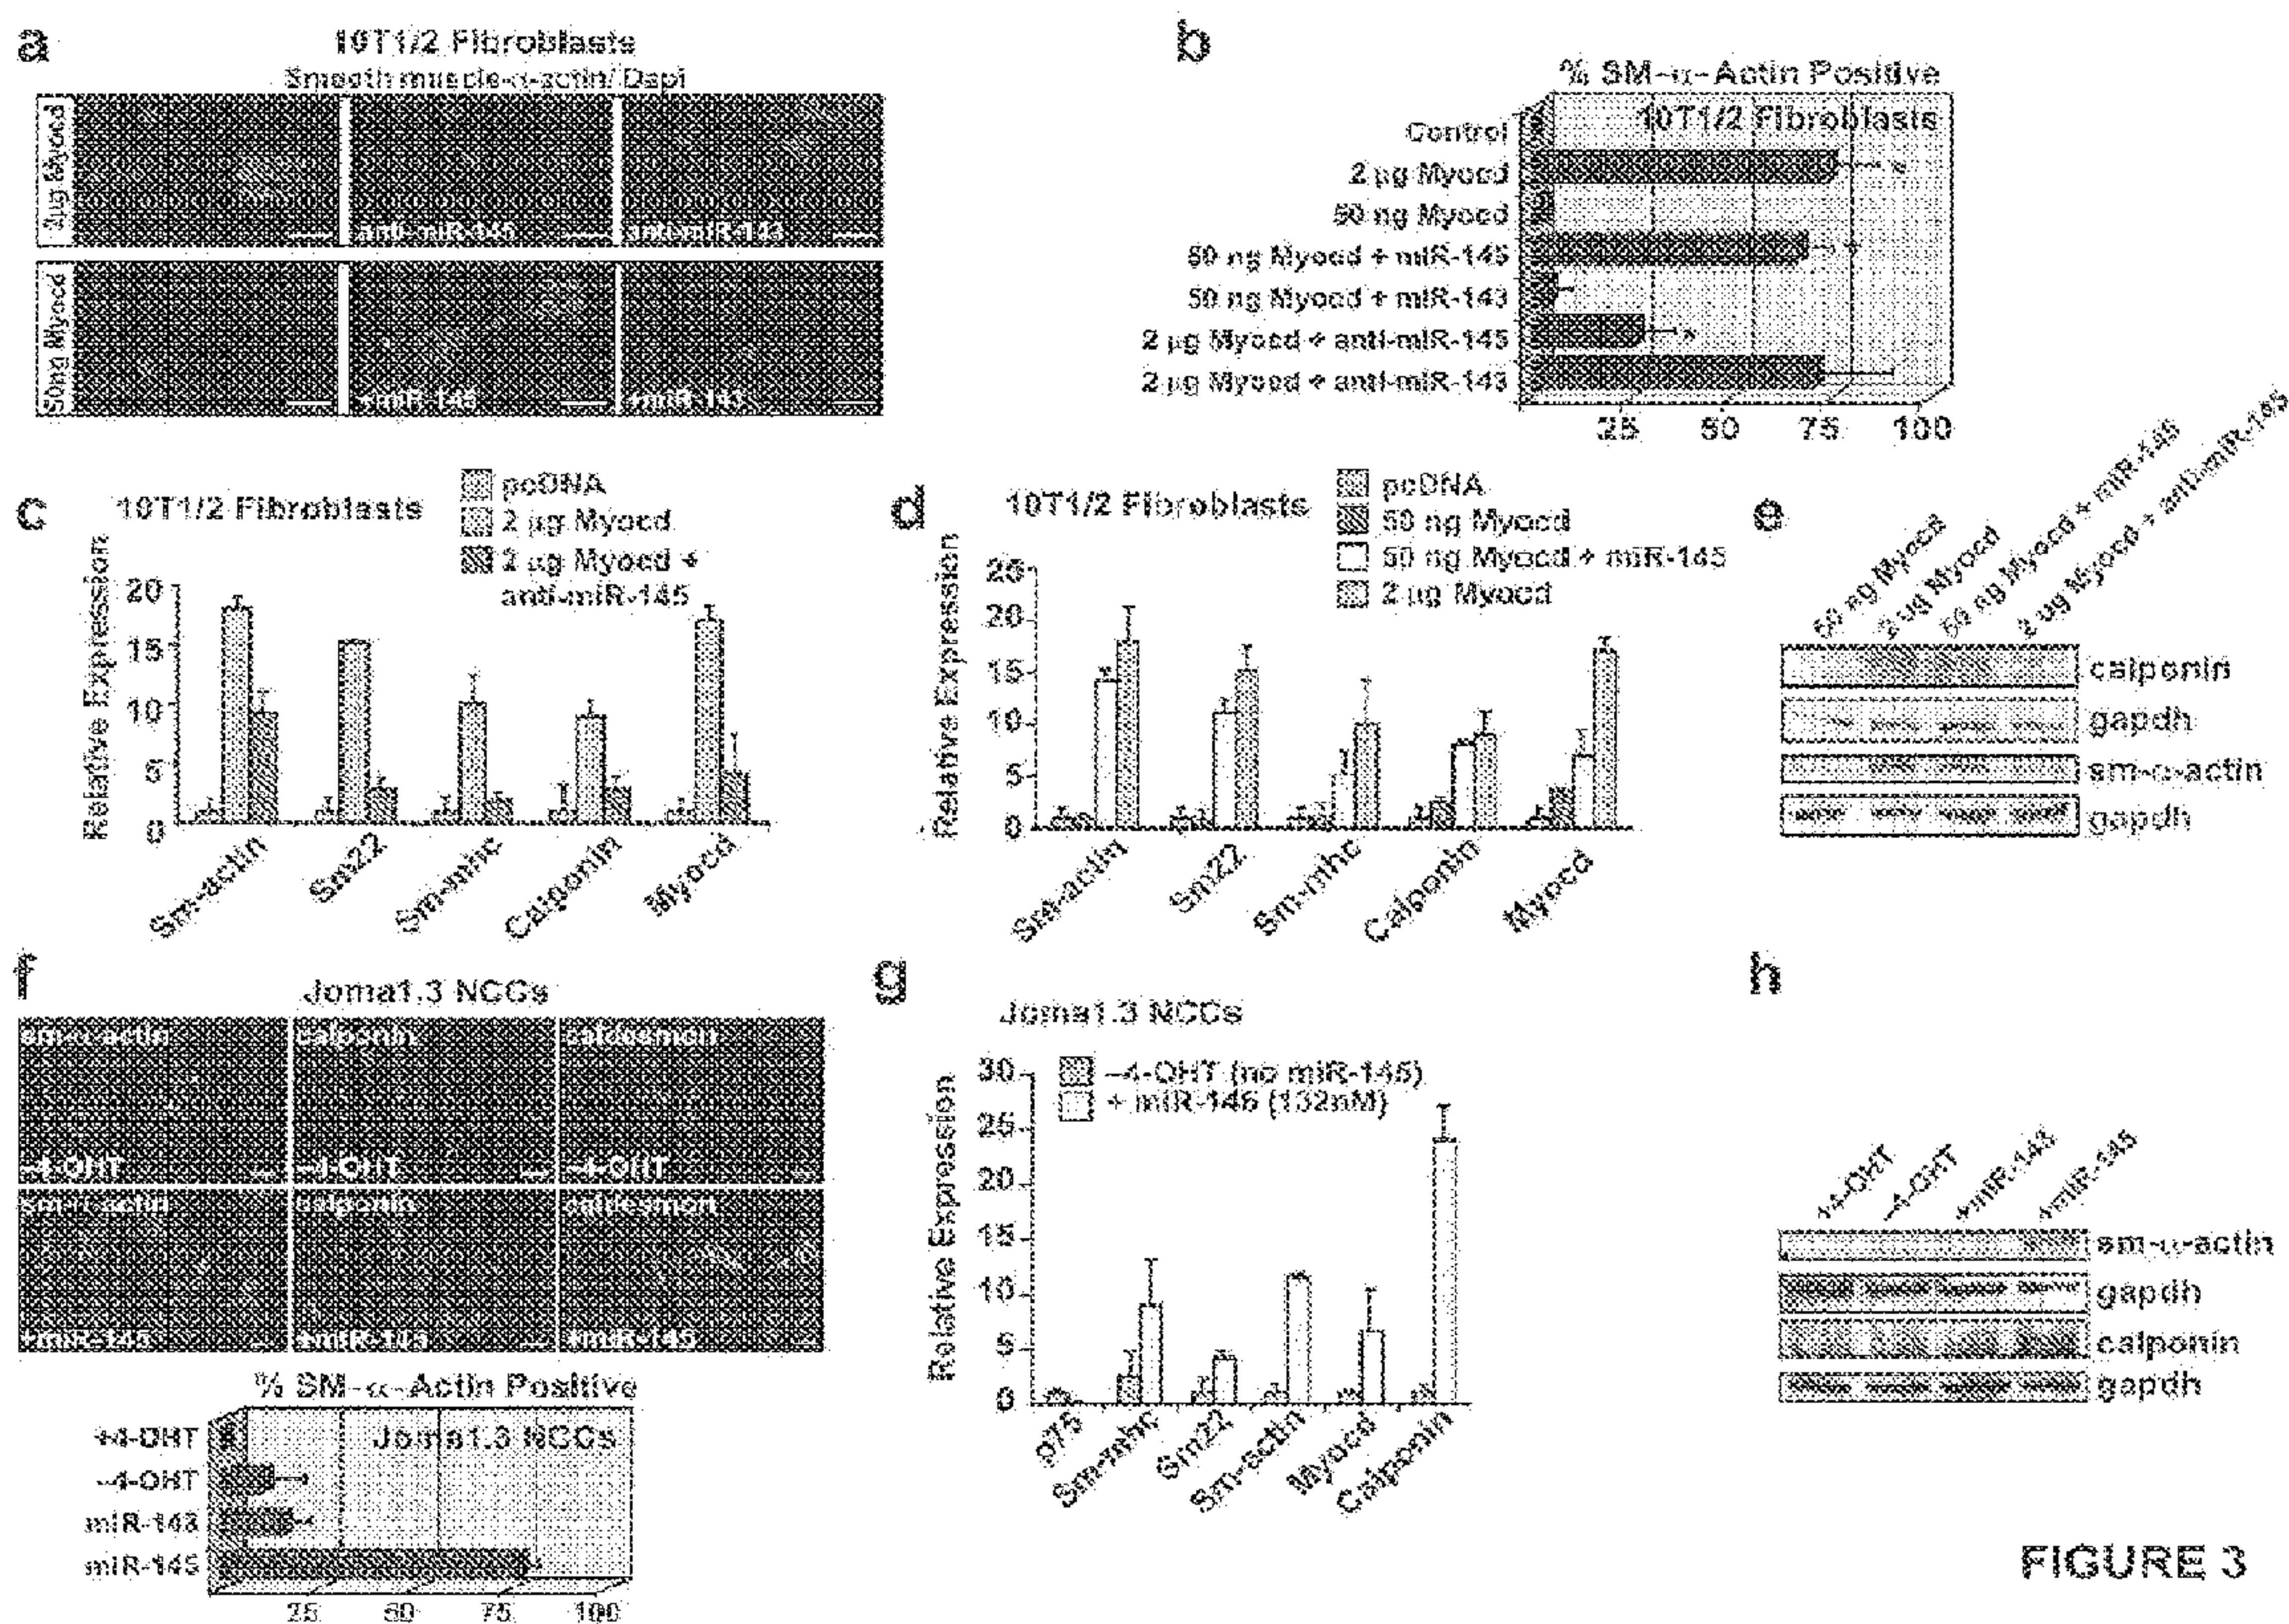 a
10T1/2 Fibroblasts
Smooth muscle-α-actin/ Dapi
2µg Myocd
anti-miR-145
anti-miR-143
50ng Myocd
+miR-145
+miR-143
b
% SM-α-Actin Positive
10T1/2 Fibroblasts
Control
2 µg Myocd
50 ng Myocd
50 ng Myocd + miR-145
50 ng Myocd + miR-143
2 µg Myocd + anti-miR-145
2 µg Myocd + anti-miR-143
25 50 75 100
c
10T1/2 Fibroblasts
pcDNA
2 µg Myocd
2 µg Myocd +
anti-miR-145
Relative Expression
20
15
10
5
0
Sm-actin
Sm22
Sm-mhc
Calponin
Myocd
d
10T1/2 Fibroblasts
pcDNA
50 ng Myocd
50 ng Myocd + miR-145
2 µg Myocd
Relative Expression
25
20
15
10
5
0
Sm-actin
Sm22
Sm-mhc
Calponin
Myocd
e
50 ng Myocd
2 ug Myocd
50 ng Myocd + miR-145
2 ug Myocd + anti-miR-145
calponin
gapdh
sm-α-actin
gapdh
f
Joma1.3 NCCs
sm-α-actin
calponin
caldesmon
-4-OHT
-4-OHT
-4-OHT
sm-α-actin
calponin
caldesmon
+miR-145
+miR-145
% SM-α-Actin Positive
Joma1.3 NCCs
+4-OHT
-4-OHT
miR-143
miR-145
25 50 75 100
g
Joma1.3 NCCs
-4-OHT (no miR-145)
+ miR-145 (132nM)
Relative Expression
30
25
20
15
10
5
0
p75
Sm-mhc
Sm22
Sm-actin
Myocd
Calponin
h
+4-OHT
-4-OHT
+miR-143
+miR-145
sm-α-actin
gapdh
calponin
gapdh
FIGURE 3